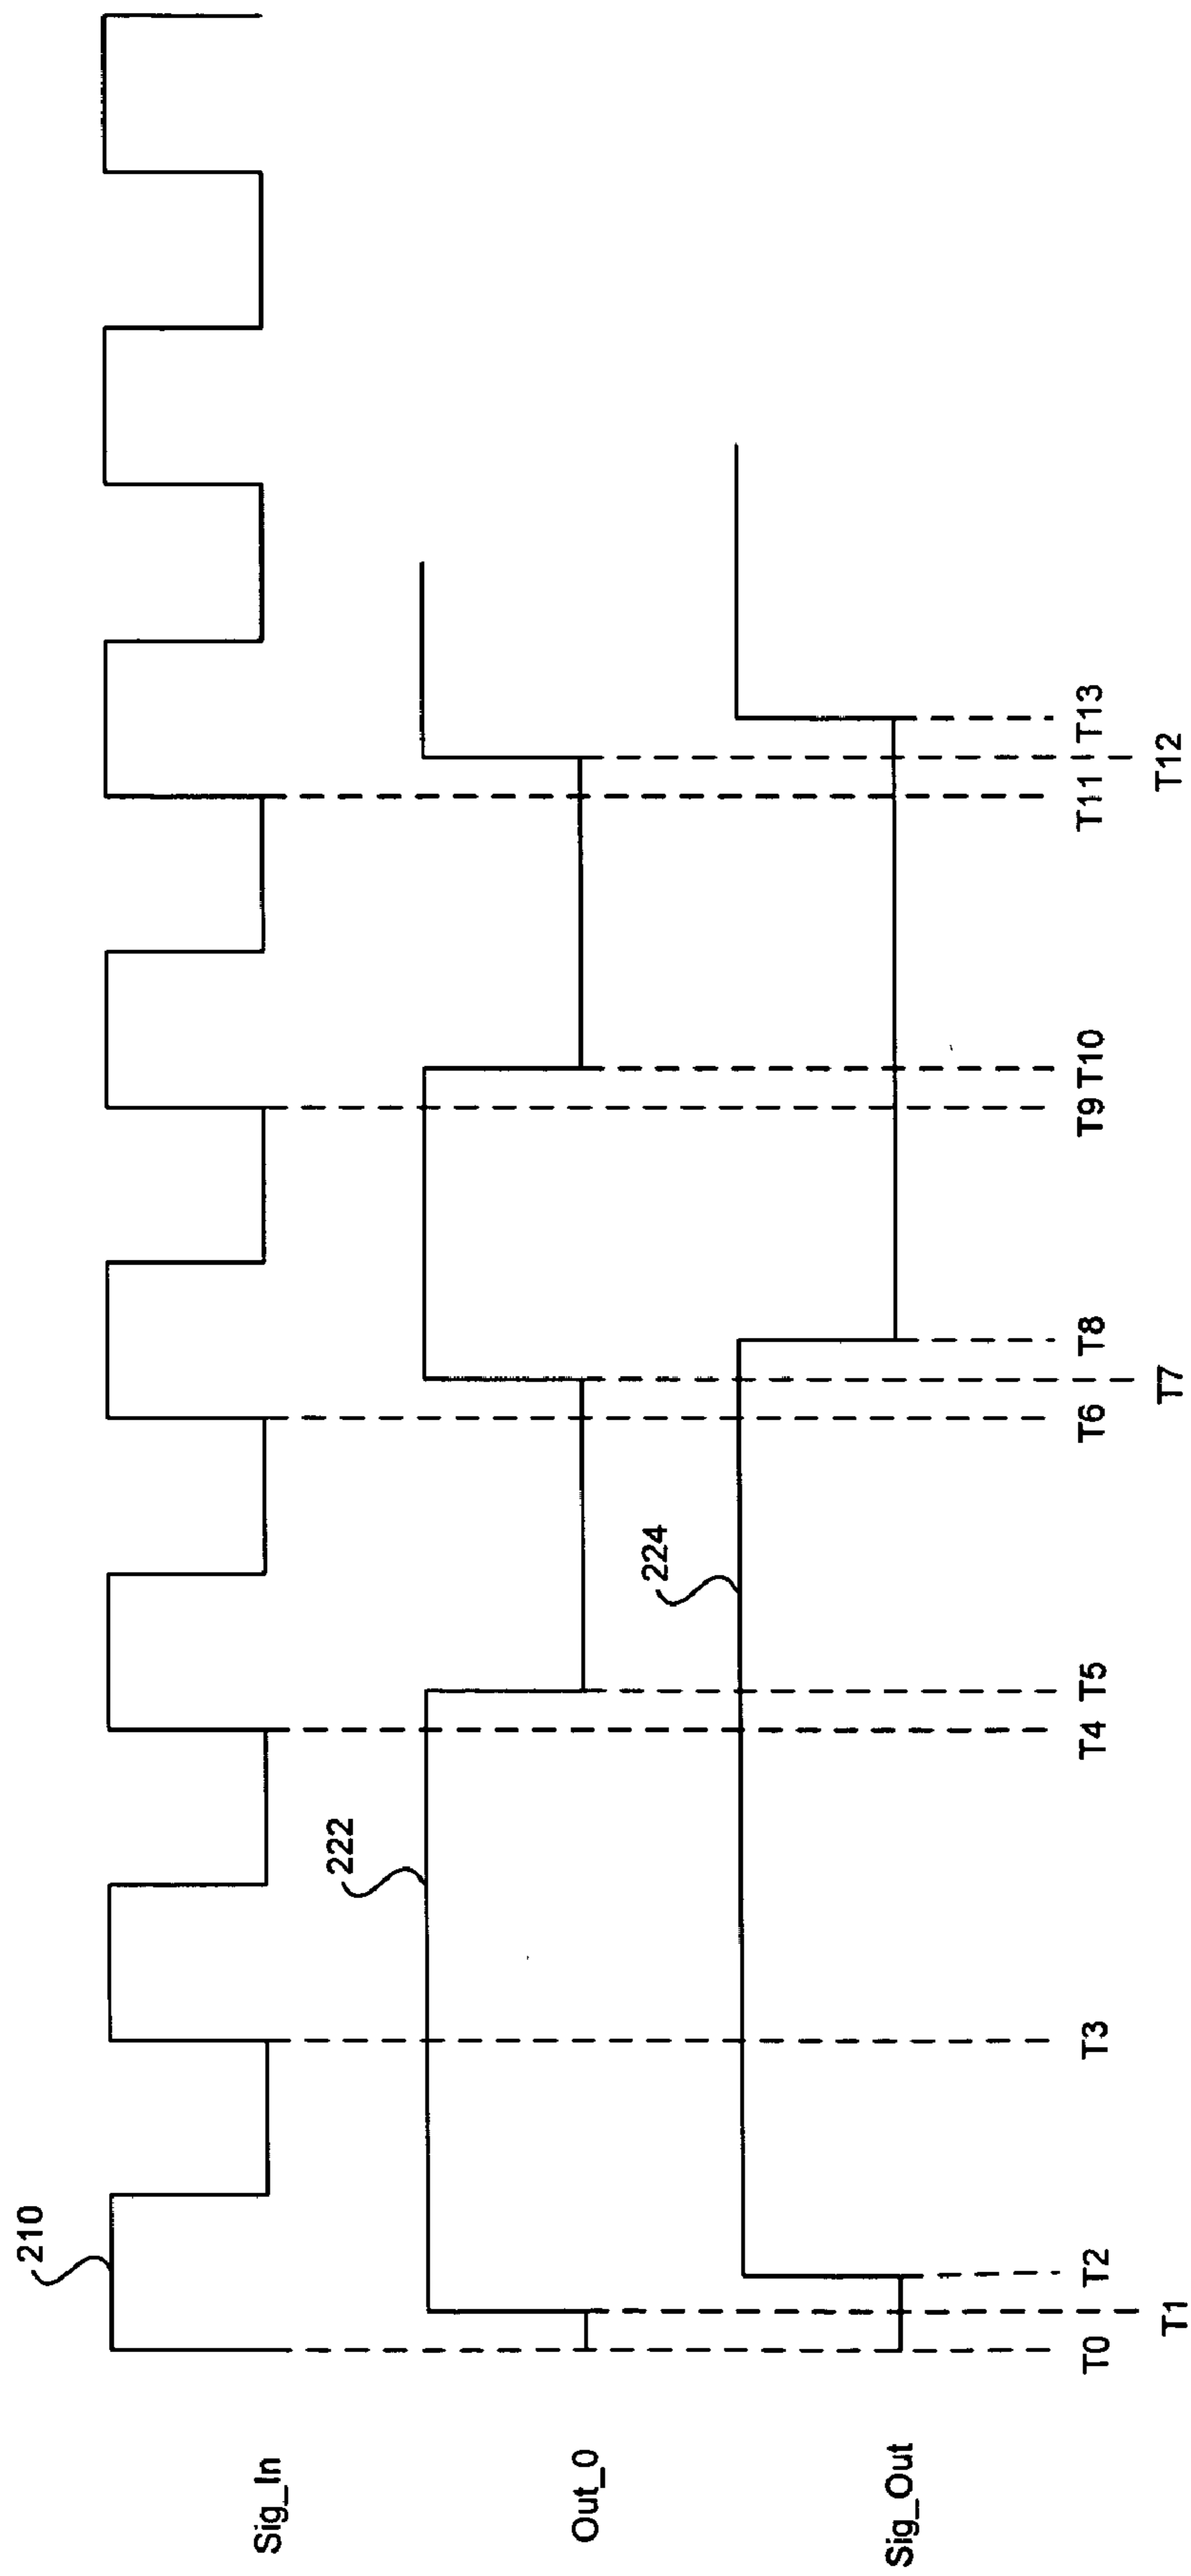 210
Sig_In
222
Out_0
224
Sig_Out
T0 T2 T3 T4 T5 T6 T8 T9 T10 T11 T13
T1 T7 T12